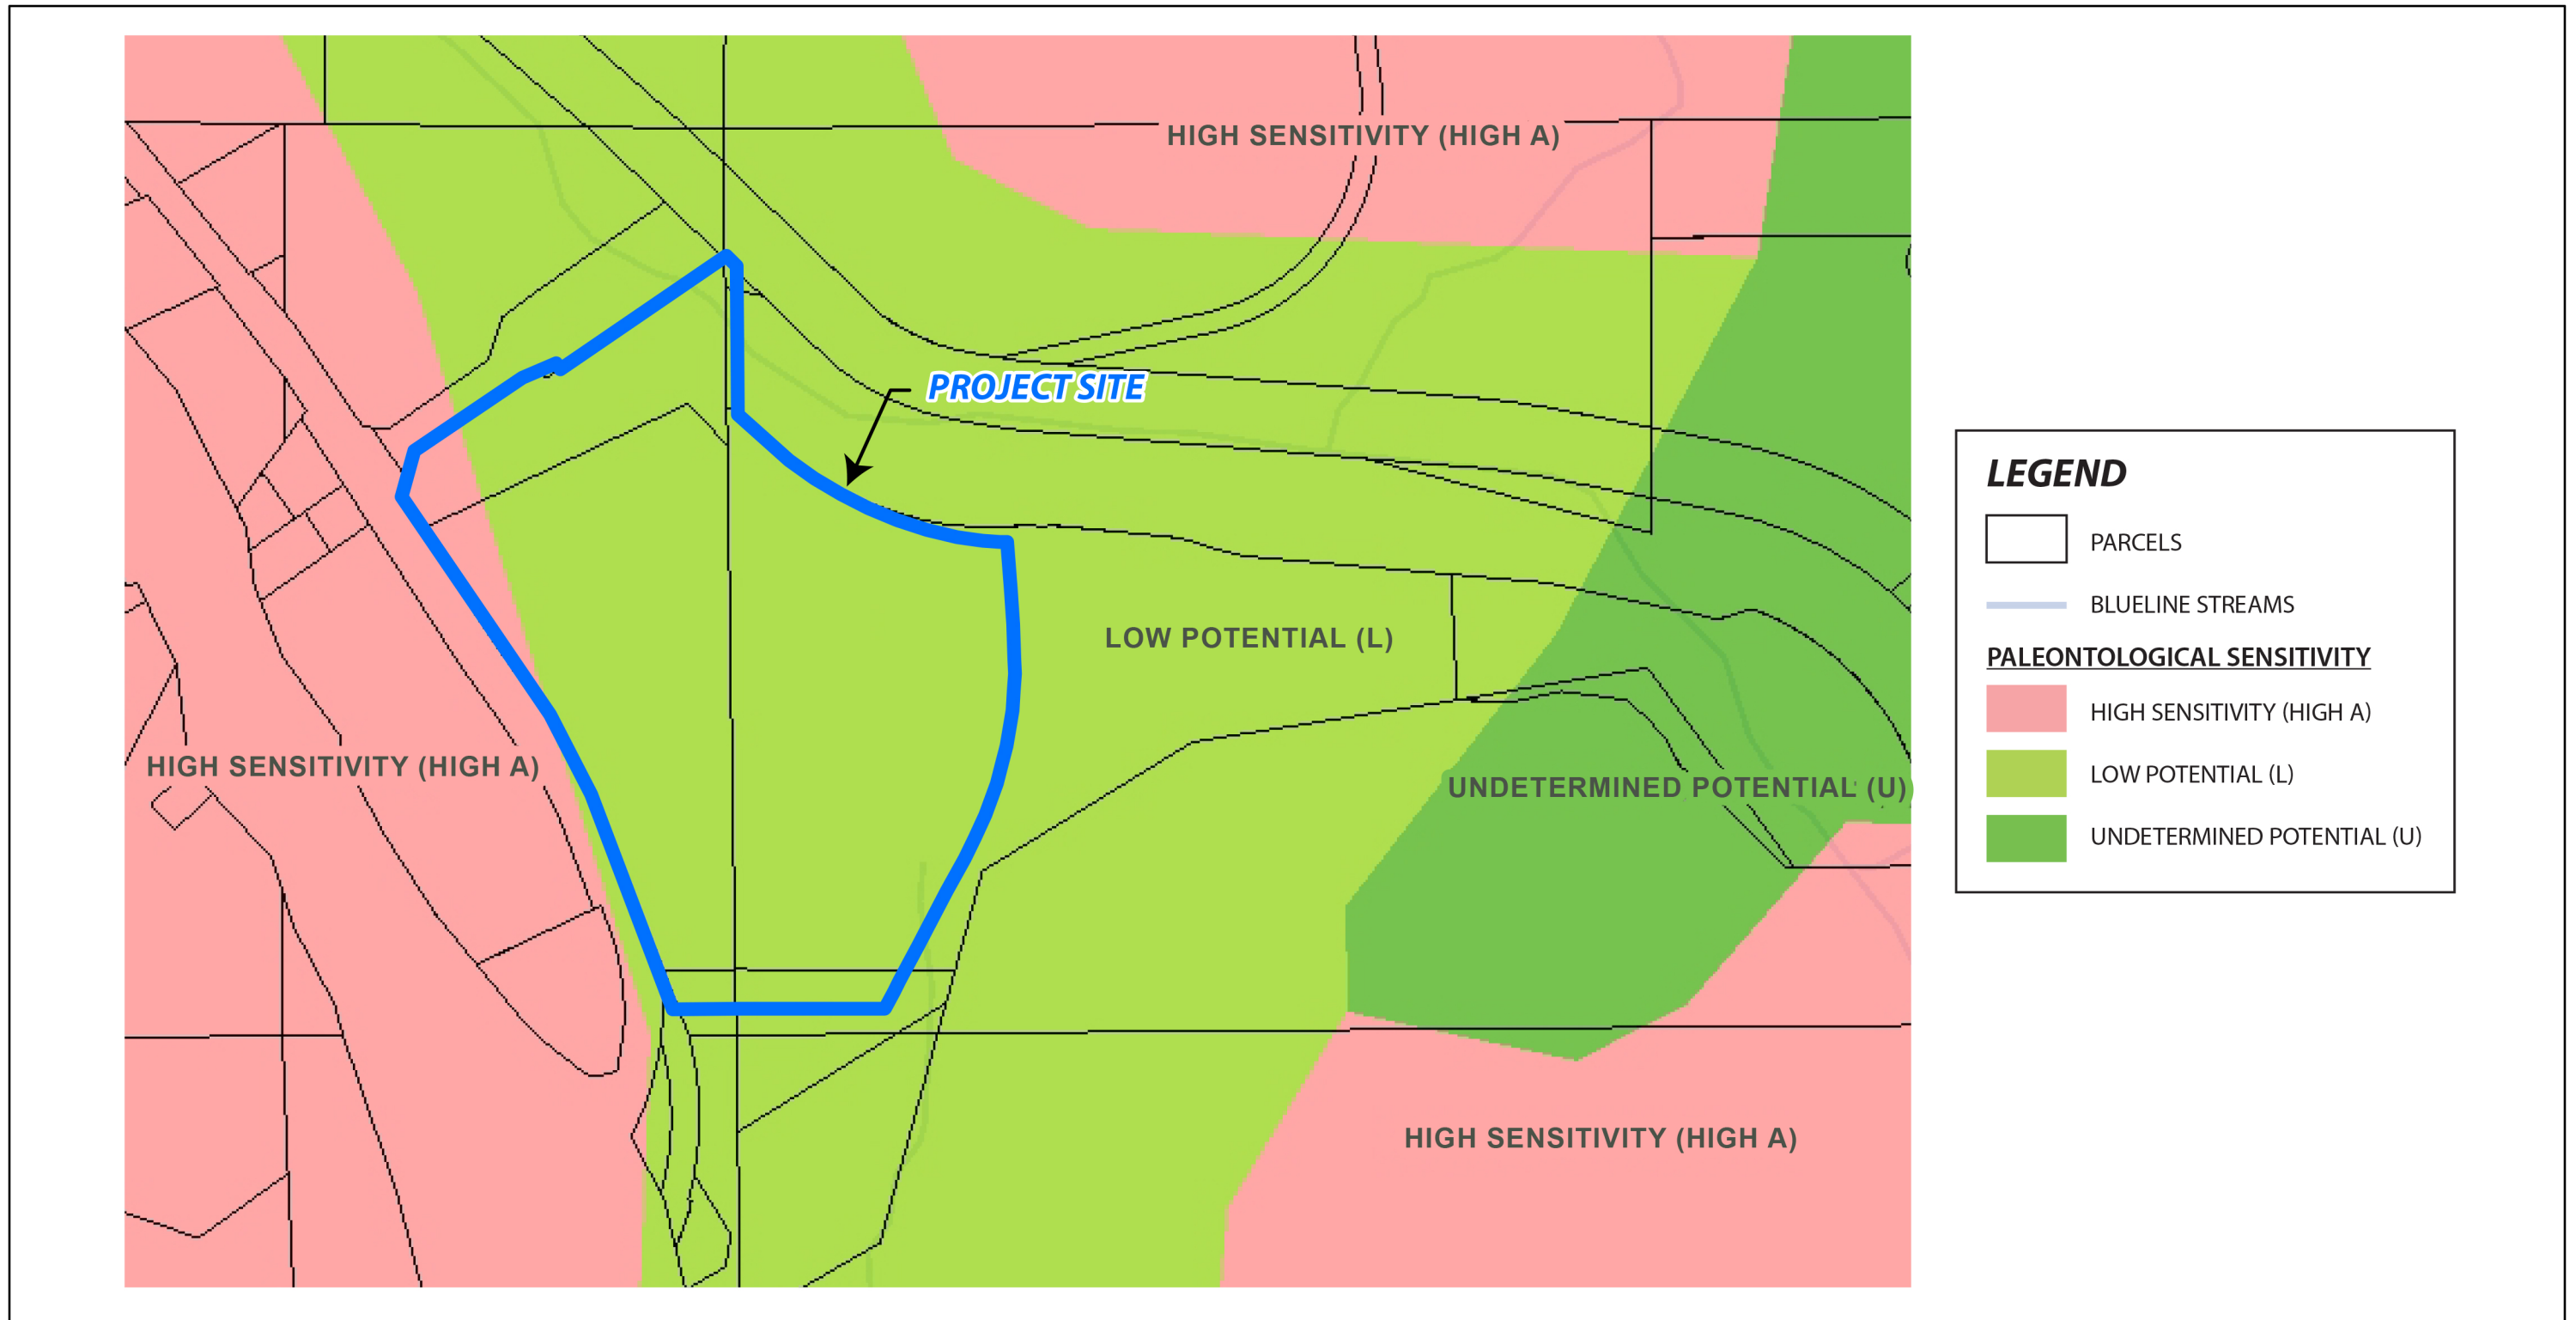 HIGH SENSITIVITY (HIGH A)
PROJECT SITE
LOW POTENTIAL (L)
HIGH SENSITIVITY (HIGH A)
UNDETERMINED POTENTIAL (U)
HIGH SENSITIVITY (HIGH A)
LEGEND
PARCELS
BLUELINE STREAMS
PALEONTOLOGICAL SENSITIVITY
HIGH SENSITIVITY (HIGH A)
LOW POTENTIAL (L)
UNDETERMINED POTENTIAL (U)